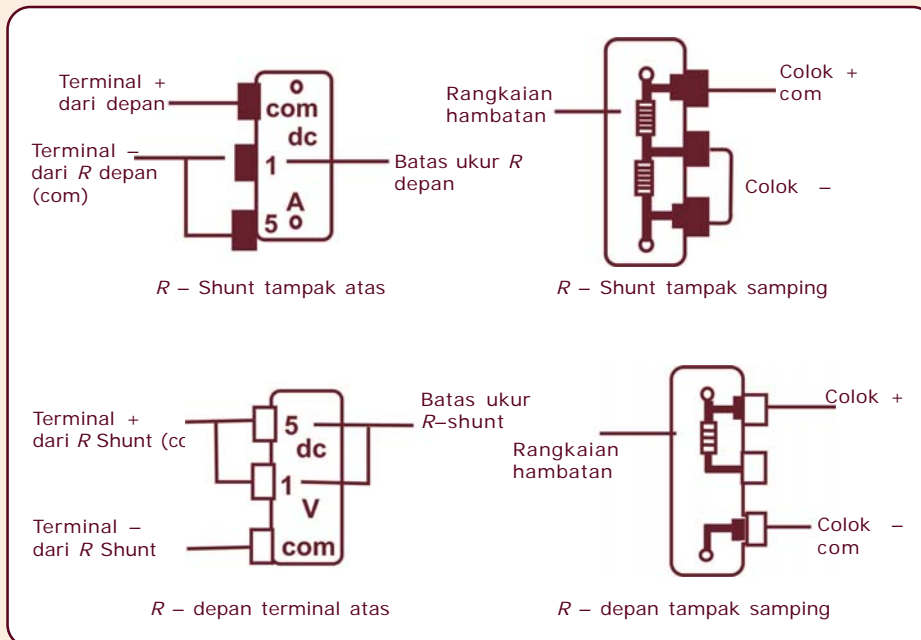 Terminal +
dari depan
Terminal –
dari R depan
(com)
com
dc
1
A
5
Batas ukur R
depan
R – Shunt tampak atas
Rangkaian
hambatan
Colok +
com
Colok –
R – Shunt tampak samping
Terminal +
dari R Shunt (cc
Terminal –
dari R Shunt
5
dc
1
V
com
Batas ukur
R–shunt
R – depan terminal atas
Rangkaian
hambatan
Colok +
Colok –
com
R – depan tampak samping